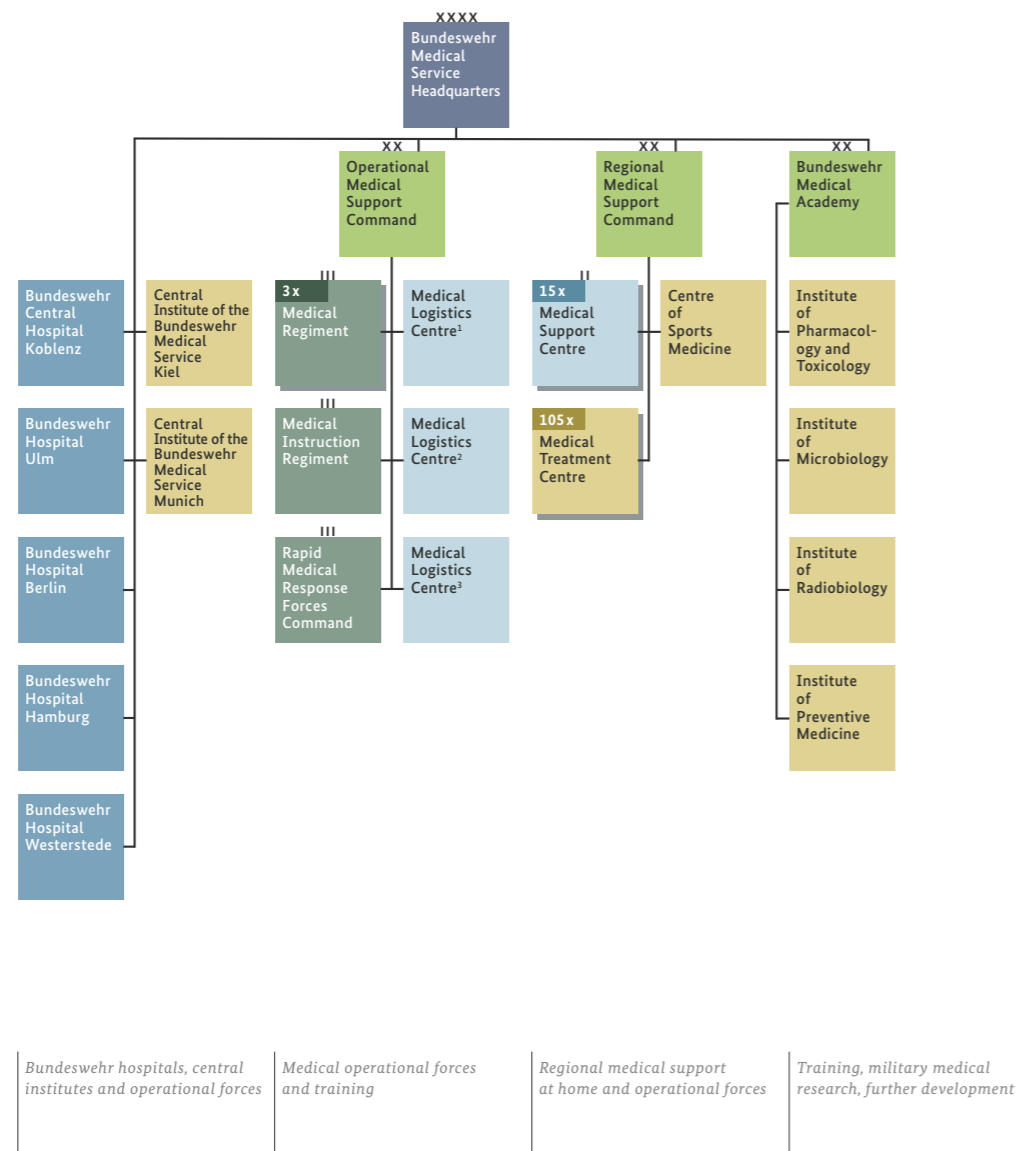 XXXX
Bundeswehr
Medical
Service
Headquarters
XX
Operational
Medical
Support
Command
XX
Regional
Medical
Support
Command
XX
Bundeswehr
Medical
Academy
Bundeswehr
Central
Hospital
Koblenz
Central
Institute of the
Bundeswehr
Medical
Service
Kiel
III
3x
Medical
Regiment
Medical
Logistics
Centre¹
II
15x
Medical
Support
Centre
Centre
of
Sports
Medicine
Institute
of
Pharmacol-
ogy and
Toxicology
Bundeswehr
Hospital
Ulm
Central
Institute of the
Bundeswehr
Medical
Service
Munich
III
Medical
Instruction
Regiment
Medical
Logistics
Centre²
105x
Medical
Treatment
Centre
Institute
of
Microbiology
Bundeswehr
Hospital
Berlin
III
Rapid
Medical
Response
Forces
Command
Medical
Logistics
Centre³
Institute
of
Radiobiology
Bundeswehr
Hospital
Hamburg
Institute
of
Preventive
Medicine
Bundeswehr
Hospital
Westerstede
Bundeswehr hospitals, central
institutes and operational forces
Medical operational forces
and training
Regional medical support
at home and operational forces
Training, military medical
research, further development